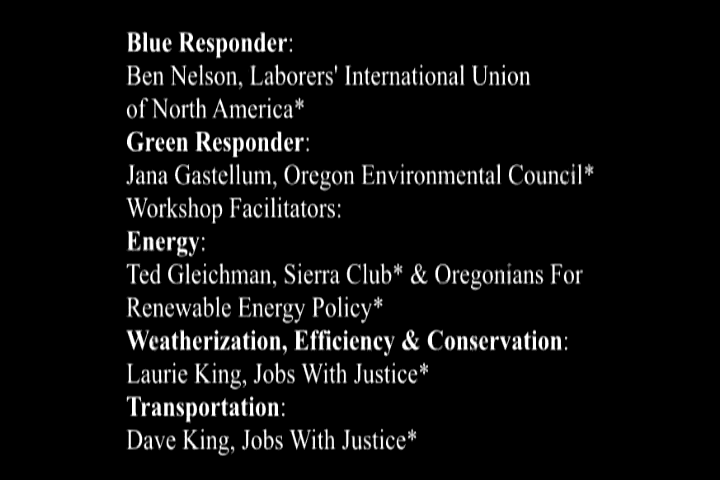 Blue Responder:
Ben Nelson, Laborers' International Union
of North America*
Green Responder:
Jana Gastellum, Oregon Environmental Council*
Workshop Facilitators:
Energy:
Ted Gleichman, Sierra Club* & Oregonians For
Renewable Energy Policy*
Weatherization, Efficiency & Conservation:
Laurie King, Jobs With Justice*
Transportation:
Dave King, Jobs With Justice*